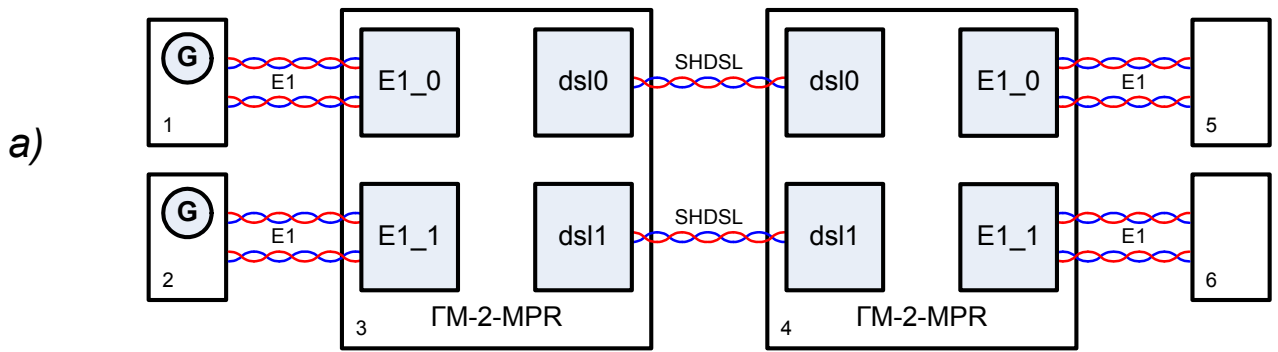 а)
G
E1
1
G
E1
2
E1_0
dsl0
E1_1
dsl1
3
ГМ-2-MPR
SHDSL
SHDSL
dsl0
E1_0
dsl1
E1_1
4
ГМ-2-MPR
E1
5
E1
6